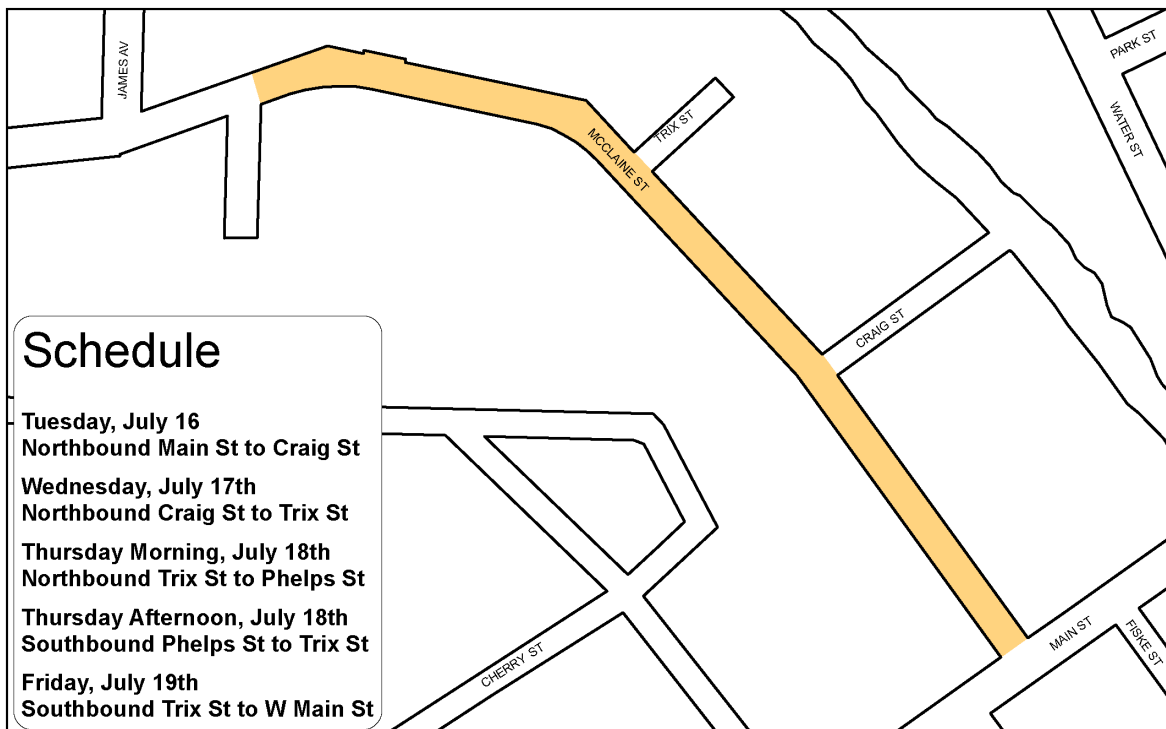 JAMES AV
PARK ST
WATER ST
TRIX ST
MCCLAINE ST
CRAIG ST
Schedule
Tuesday, July 16
Northbound Main St to Craig St
Wednesday, July 17th
Northbound Craig St to Trix St
Thursday Morning, July 18th
Northbound Trix St to Phelps St
Thursday Afternoon, July 18th
Southbound Phelps St to Trix St
Friday, July 19th
Southbound Trix St to W Main St
CHERRY ST
MAIN ST
FISKE ST